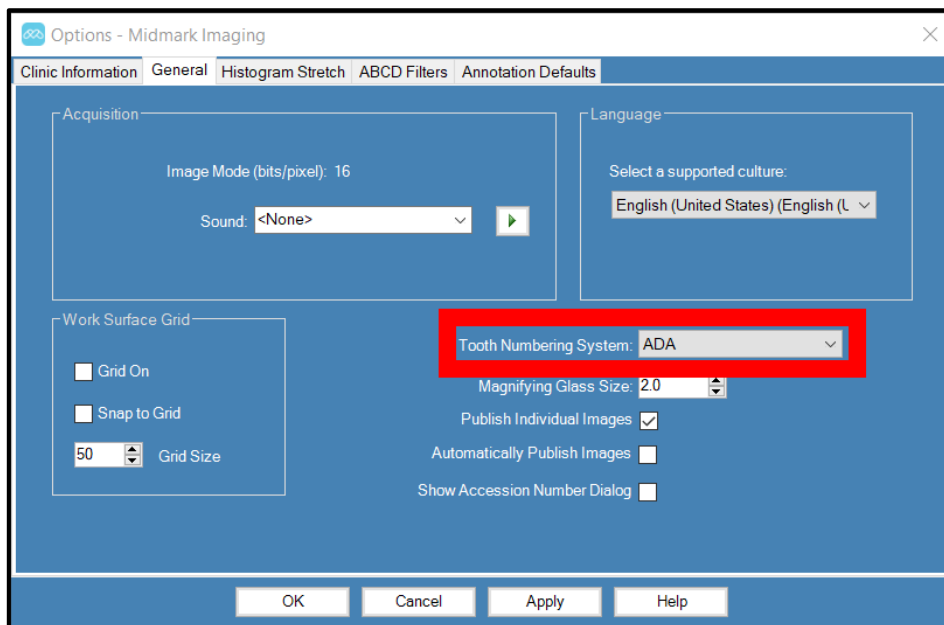 Options - Midmark Imaging
Clinic Information General Histogram Stretch ABCD Filters Annotation Defaults
Acquisition
Image Mode (bits/pixel): 16
Sound: <None>
Language
Select a supported culture:
English (United States) (English (U
Work Surface Grid
Grid On
Snap to Grid
50 Grid Size
Tooth Numbering System: ADA
Magnifying Glass Size: 2.0
Publish Individual Images
Automatically Publish Images
Show Accession Number Dialog
OK Cancel Apply Help